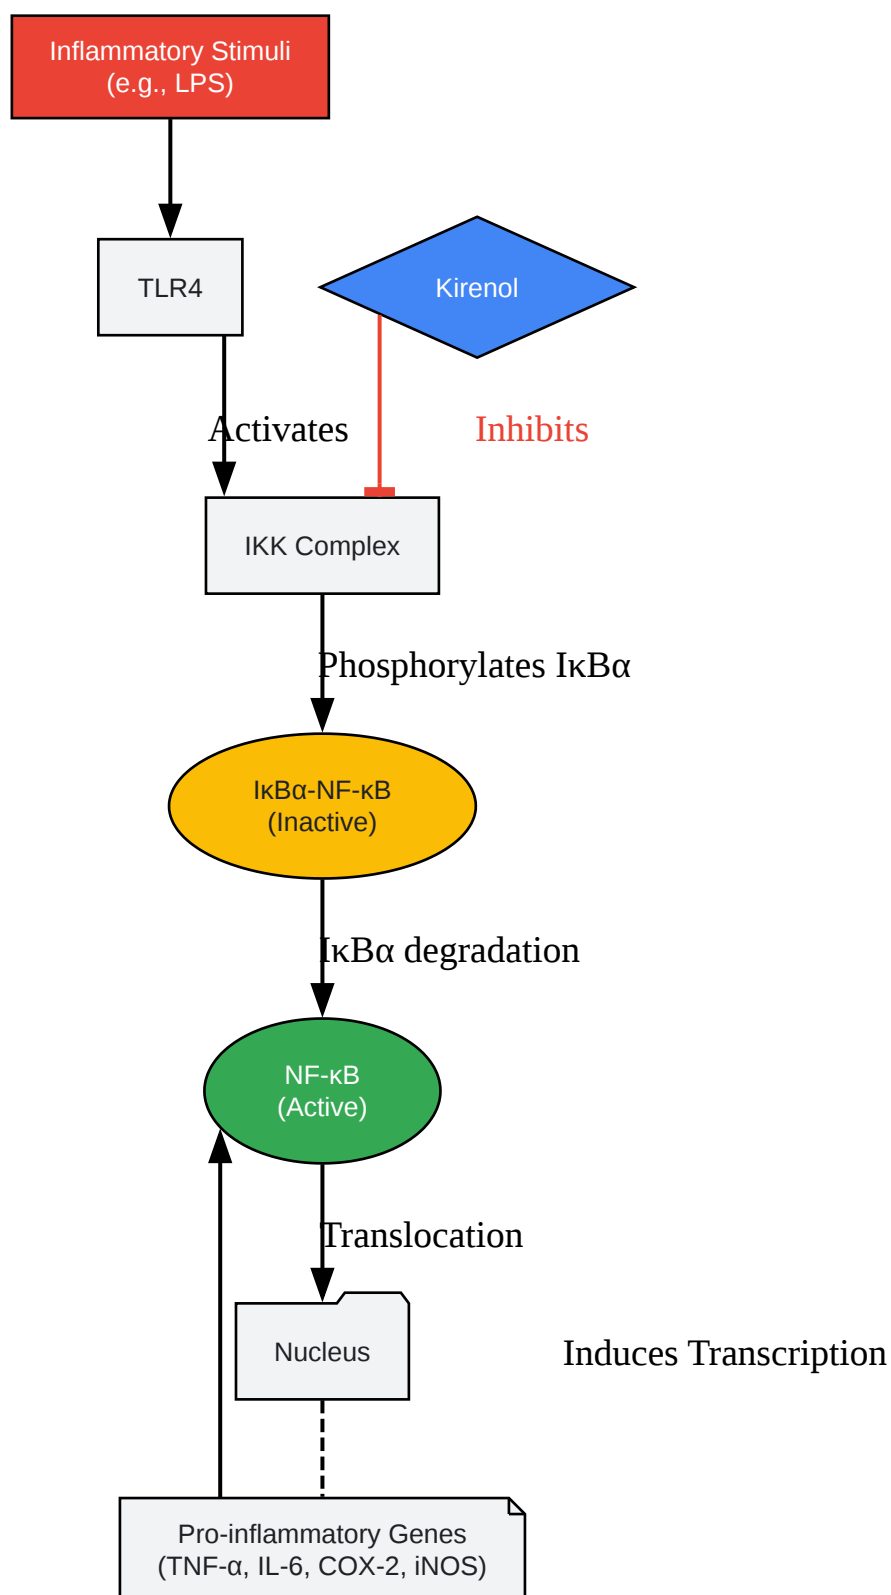 Inflammatory Stimuli
(e.g., LPS)
TLR4
Kirenol
Activates
Inhibits
IKK Complex
Phosphorylates IκBα
IκBα-NF-κB
(Inactive)
IκBα degradation
NF-κB
(Active)
Translocation
Nucleus
Induces Transcription
Pro-inflammatory Genes
(TNF-α, IL-6, COX-2, iNOS)